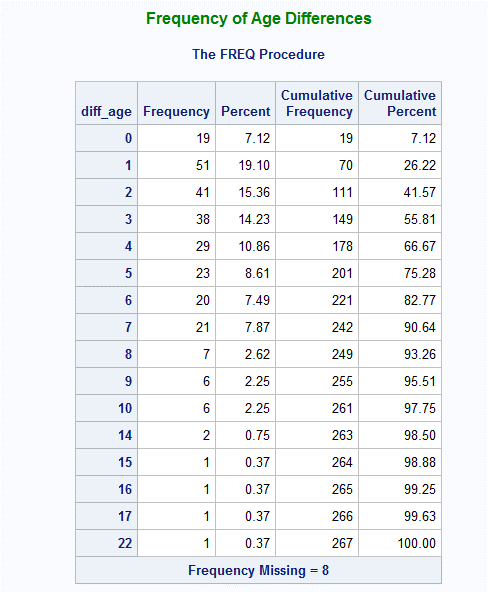 Frequency of Age Differences
The FREQ Procedure
diff_age Frequency Percent Cumulative Frequency Cumulative Percent
0 19 7.12 19 7.12
1 51 19.10 70 26.22
2 41 15.36 111 41.57
3 38 14.23 149 55.81
4 29 10.86 178 66.67
5 23 8.61 201 75.28
6 20 7.49 221 82.77
7 21 7.87 242 90.64
8 7 2.62 249 93.26
9 6 2.25 255 95.51
10 6 2.25 261 97.75
14 2 0.75 263 98.50
15 1 0.37 264 98.88
16 1 0.37 265 99.25
17 1 0.37 266 99.63
22 1 0.37 267 100.00
Frequency Missing = 8